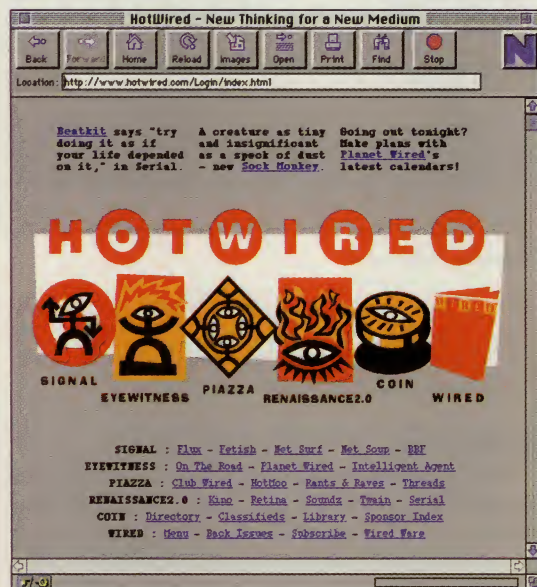 HotWired - New Thinking for a New Medium
Back Forward Home Reload Images Open Print Find Stop N
Location: http://www.hotwired.com/Login/index.html
Beatkit says "try
doing it as if
your life depended
on it," in Serial.
A creature as tiny
and insignificant
as a speck of dust
- new Sock Monkey.
Going out tonight?
Make plans with
Planet Wired's
latest calendars!
HOTWIRED
WIRED
SIGNAL
EYEWITNESS
PIAZZA
RENAISSANCE2.0
COIN
WIRED
SIGNAL : Flux - Fetish - Net Surf - Net Soup - BBF
EYEWITNESS : On The Road - Planet Wired - Intelligent Agent
PIAZZA : Club Wired - HotMoo - Rants & Raves - Threads
RENAISSANCE2.0 : Kino - Retina - Soundz - Twain - Serial
COIN : Directory - Classifieds - Library - Sponsor Index
WIRED : Menu - Back Issues - Subscribe - Wired Ware